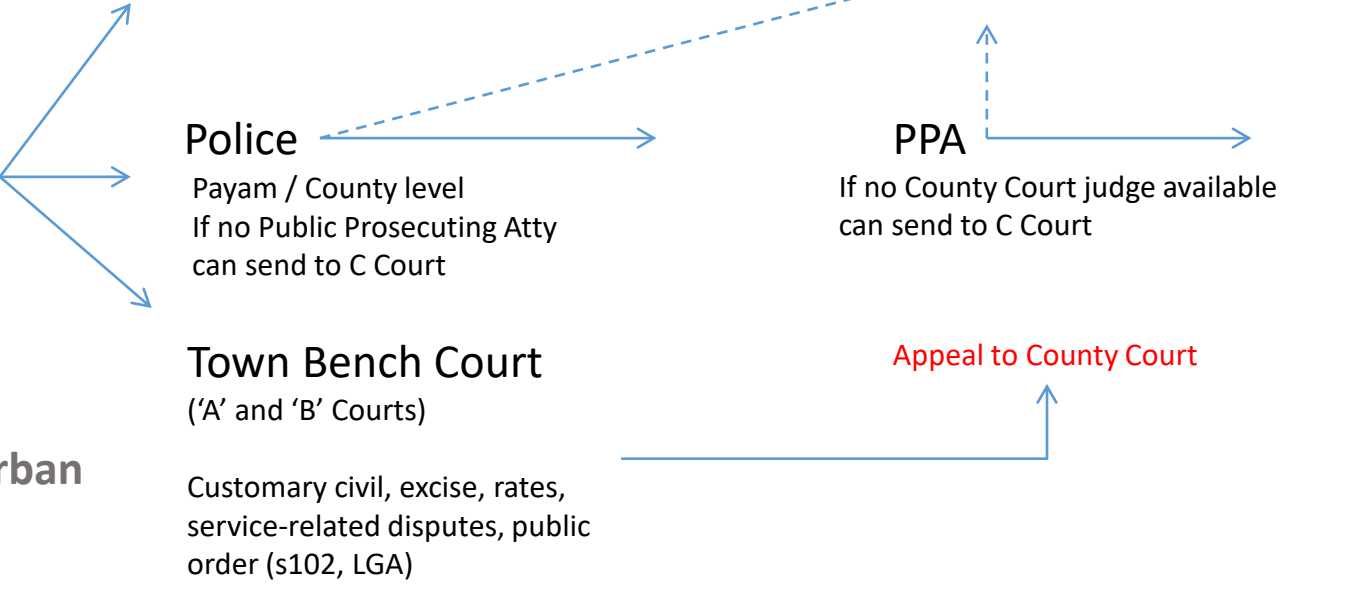 Police
Payam / County level
If no Public Prosecuting Atty
can send to C Court
PPA
If no County Court judge available
can send to C Court
Town Bench Court
(‘A’ and ‘B’ Courts)
Appeal to County Court
rban
Customary civil, excise, rates,
service-related disputes, public
order (s102, LGA)